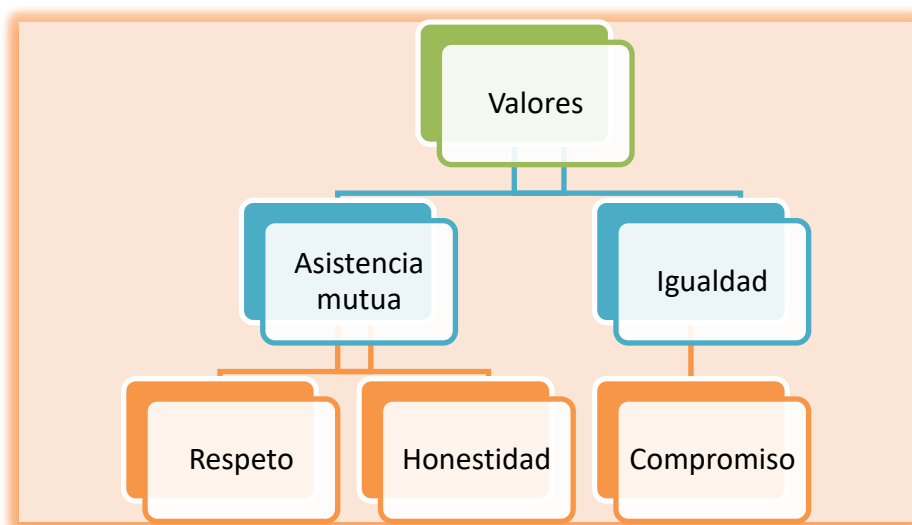 Valores
Asistencia
mutua
Igualdad
Respeto
Honestidad
Compromiso